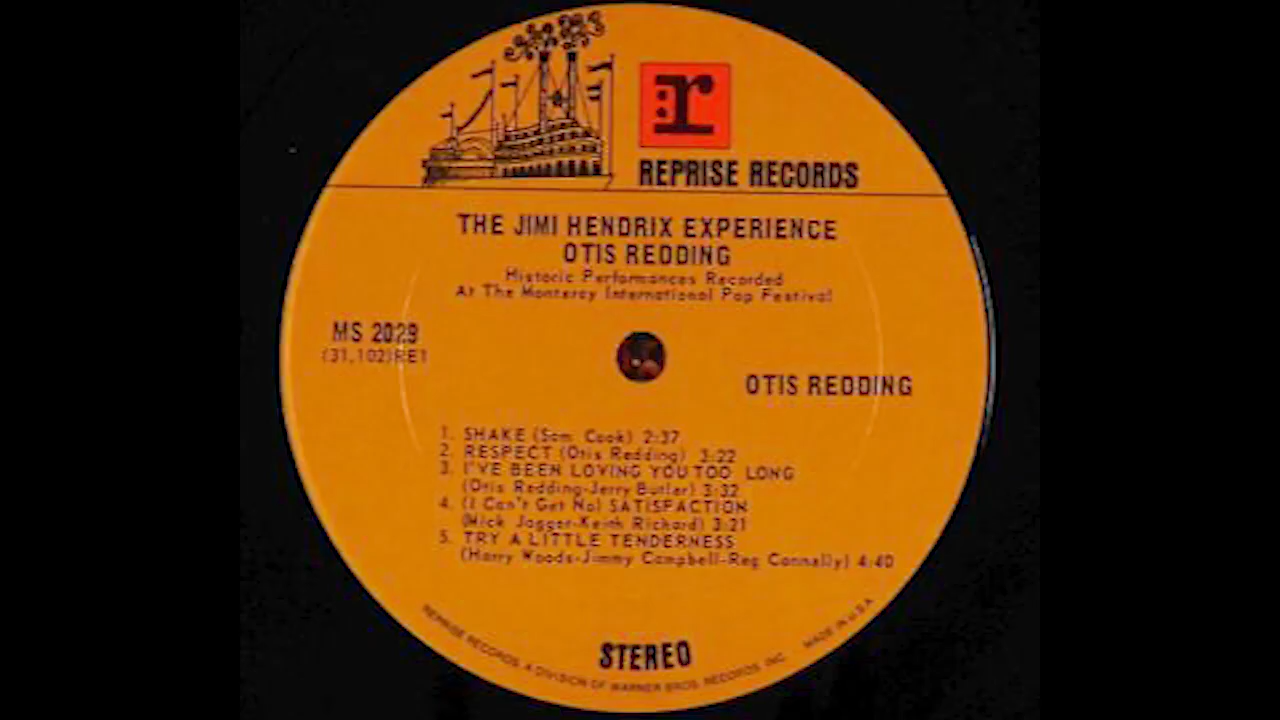 r
REPRISE RECORDS
THE JIMI HENDRIX EXPERIENCE
OTIS REDDING
Historic Performances Recorded
At The Monterey International Pop Festival
MS 2029
(31,102)RE1
OTIS REDDING
1. SHAKE (Sam Cook) 2:37
2. RESPECT (Otis Redding) 3:22
3. I'VE BEEN LOVING YOU TOO LONG
(Otis Redding-Jerry Butler) 3:32
4. (I Can't Get No) SATISFACTION
(Mick Jagger-Keith Richard) 3:21
5. TRY A LITTLE TENDERNESS
(Harry Woods-Jimmy Campbell-Reg Connally) 4:40
STEREO
REPRISE RECORDS, A DIVISION OF WARNER BROS. RECORDS, INC. MADE IN U.S.A.